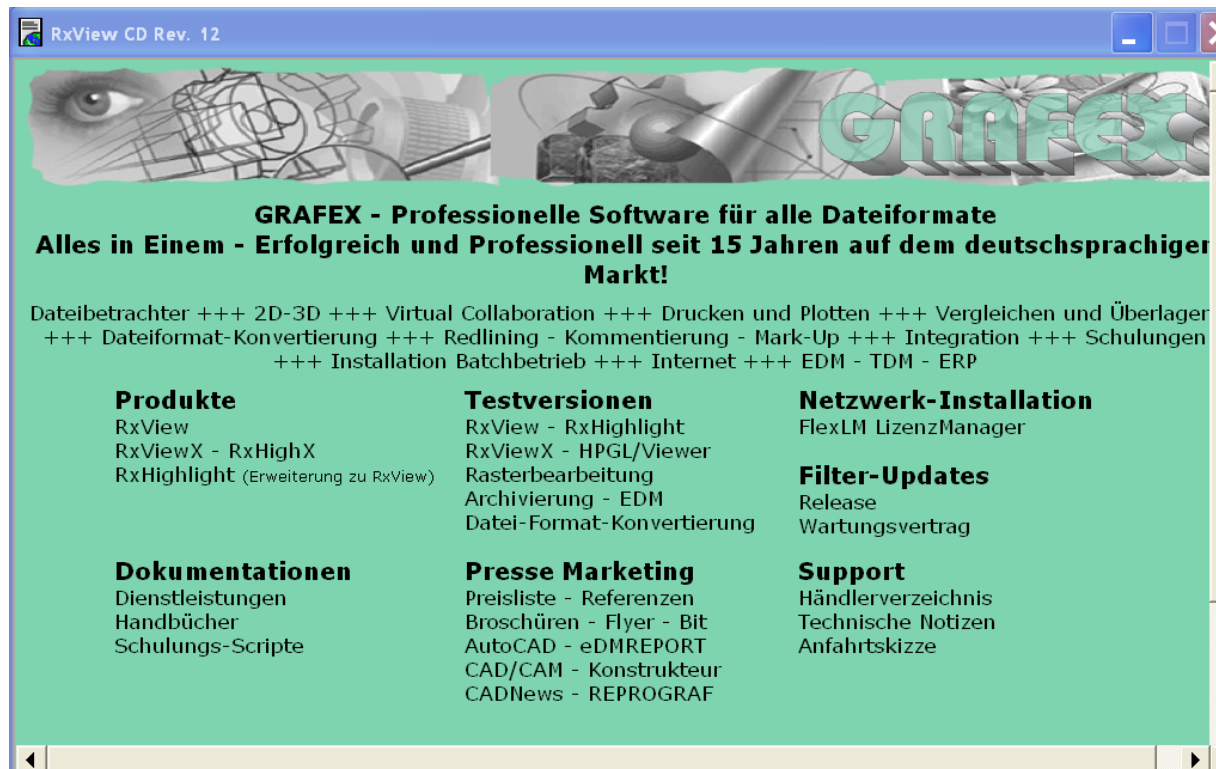 RxView CD Rev. 12
GRAFEX
GRAFEX - Professionelle Software für alle Dateiformate
Alles in Einem - Erfolgreich und Professionell seit 15 Jahren auf dem
Markt!
Dateibetrachter +++ 2D-3D +++ Virtual Collaboration +++ Drucken und Plotten +++ Vergleichen und
+++ Dateiformat-Konvertierung +++ Redlining - Kommentierung - Mark-Up +++ Integration +++ Schulungen
+++ Installation Batchbetrieb +++ Internet +++ EDM - TDM - ERP
Produkte
RxView
RxViewX - RxHighX
RxHighlight (Erweiterung zu RxView)
Testversionen
RxView - RxHighlight
RxViewX - HPGL/Viewer
Rasterbearbeitung
Archivierung - EDM
Datei-Format-Konvertierung
Netzwerk-Installation
FlexLM LizenzManager
Filter-Updates
Release
Wartungsvertrag
Dokumentationen
Dienstleistungen
Handbücher
Schulungs-Scripte
Presse Marketing
Preisliste - Referenzen
Broschüren - Flyer - Bit
AutoCAD - eDMREPORT
CAD/CAM - Konstrukteur
CADNews - REPROGRAF
Support
Händlerverzeichnis
Technische Notizen
Anfahrtskizze